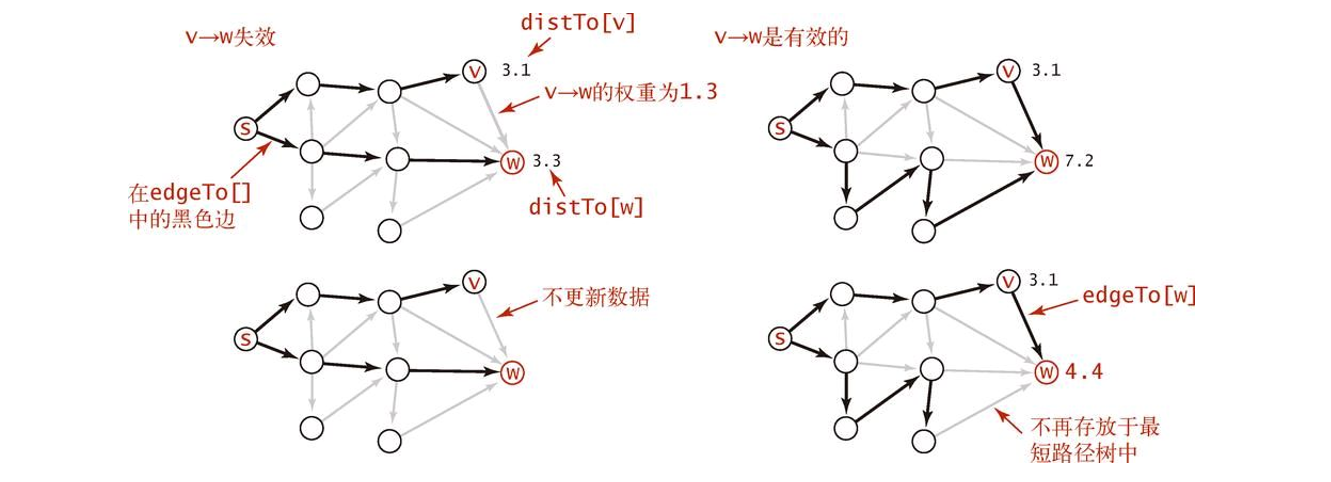 v→w失效
distTo[v]
v 3.1
v→w的权重为1.3
s
w 3.3
distTo[w]
在edgeTo[]
中的黑色边
v→w是有效的
v 3.1
s
w 7.2
v
不更新数据
s
w
v 3.1
edgeTo[w]
s
w 4.4
不再存放于最
短路径树中